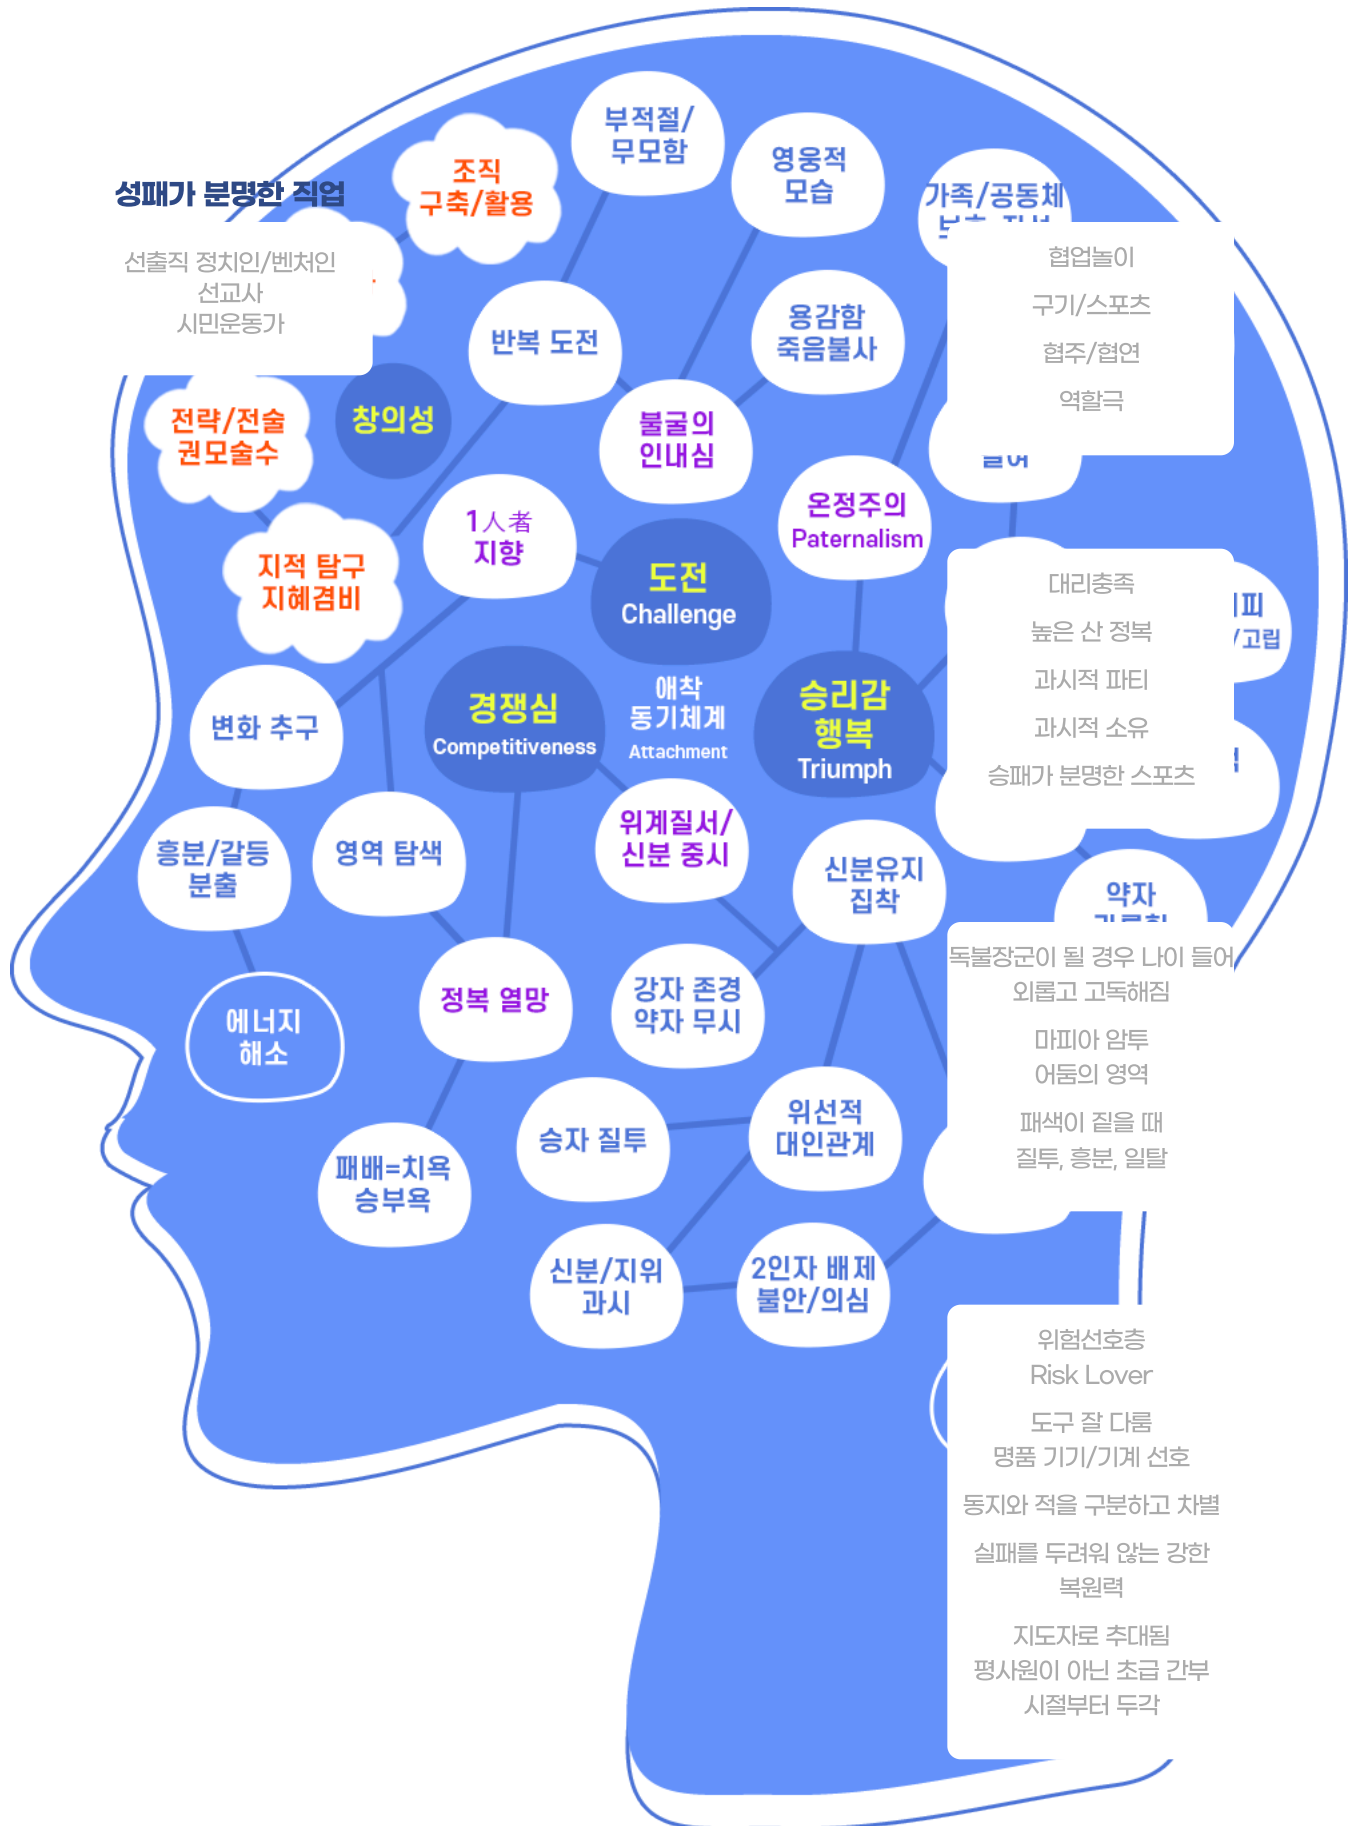 부적절/
무모함
조직
구축/활용
영웅적
모습
성패가 분명한 직업
가족/공동체
선출직 정치인/벤처인
선교사
시민운동가
협업놀이
구기/스포츠
협주/협연
역할극
반복 도전
용감함
죽음불사
전략/전술
권모술수
창의성
불굴의
인내심
1人者
지향
온정주의
Paternalism
지적 탐구
지혜겸비
도전
Challenge
대리충족
높은 산 정복
과시적 파티
과시적 소유
승패가 분명한 스포츠
/고립
변화 추구
경쟁심
Competitiveness
애착
동기체계
Attachment
승리감
행복
Triumph
흥분/갈등
분출
영역 탐색
위계질서/
신분 중시
신분유지
집착
약자
에너지
해소
정복 열망
강자 존경
약자 무시
독불장군이 될 경우 나이 들어
외롭고 고독해짐
마피아 암투
어둠의 영역
패색이 짙을 때
질투, 흥분, 일탈
패배=치욕
승부욕
승자 질투
위선적
대인관계
신분/지위
과시
2인자 배제
불안/의심
위험선호층
Risk Lover
도구 잘 다룸
명품 기기/기계 선호
동지와 적을 구분하고 차별
실패를 두려워 않는 강한
복원력
지도자로 추대됨
평사원이 아닌 초급 간부
시절부터 두각